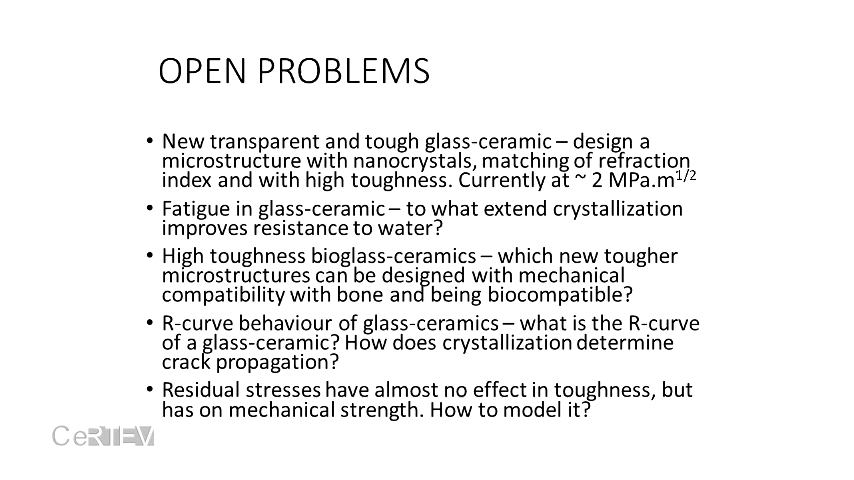 OPEN PROBLEMS
• New transparent and tough glass-ceramic – design a
microstructure with nanocrystals, matching of refraction
index and with high toughness. Currently at ~ 2 MPa.m1/2
• Fatigue in glass-ceramic – to what extend crystallization
improves resistance to water?
• High toughness bioglass-ceramics – which new tougher
microstructures can be designed with mechanical
compatibility with bone and being biocompatible?
• R-curve behaviour of glass-ceramics – what is the R-curve
of a glass-ceramic? How does crystallization determine
crack propagation?
• Residual stresses have almost no effect in toughness, but
has on mechanical strength. How to model it?
CeRTEV